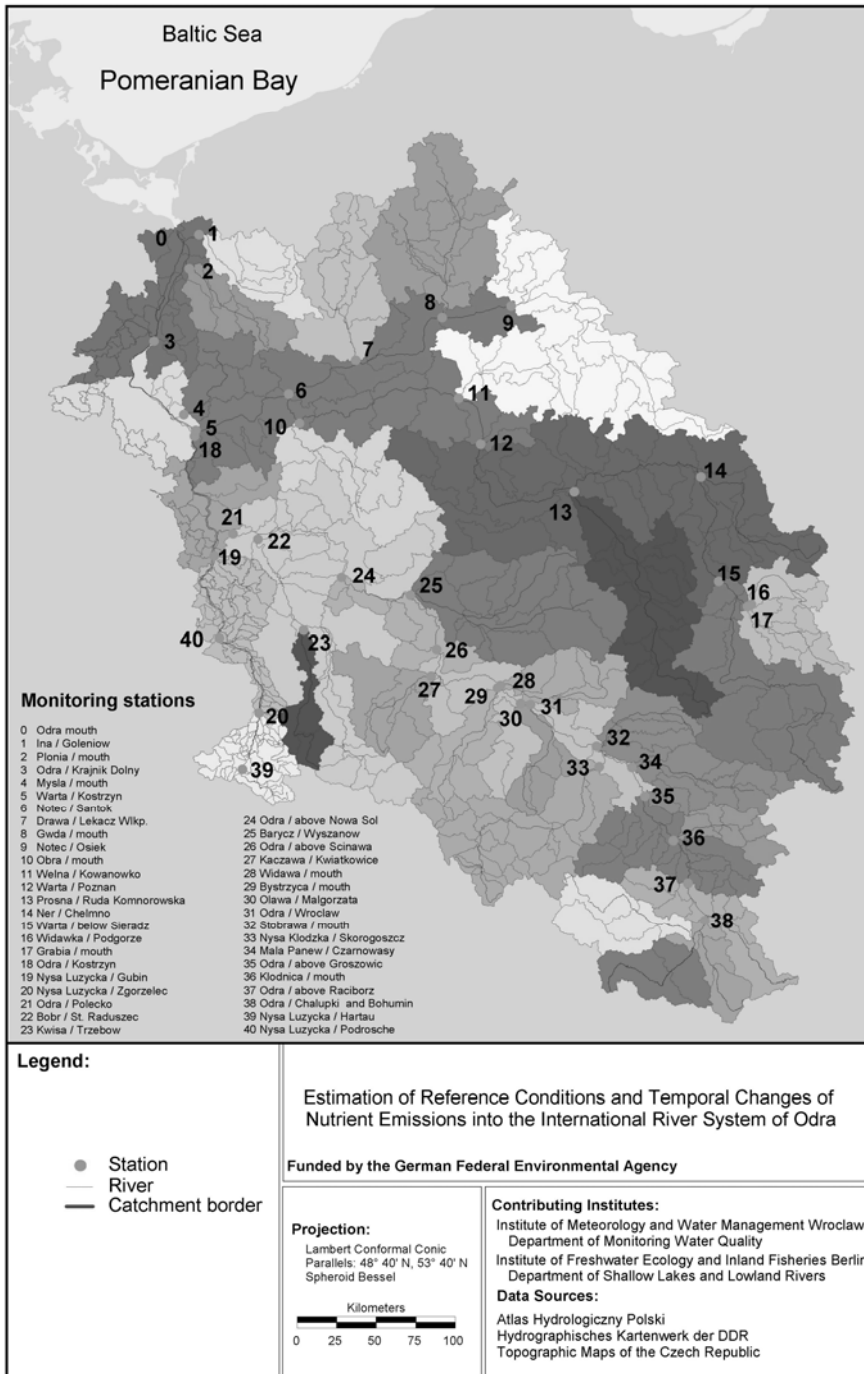 Baltic Sea
Pomeranian Bay
0
1
2
3
4
5
18
6
10
7
8
9
11
12
13
14
15
16
17
21
19
22
24
25
23
40
26
27
28
29
30
31
32
33
34
35
36
37
38
20
39
Monitoring stations
0 Odra mouth
1 Ina / Goleniow
2 Plonia / mouth
3 Odra / Krajnik Dolny
4 Mysla / mouth
5 Warta / Kostrzyn
6 Notec / Santok
7 Drawa / Lekacz Wlkp.
8 Gwda / mouth
9 Notec / Osiek
10 Obra / mouth
11 Welna / Kowanowko
12 Warta / Poznan
13 Prosna / Ruda Komnorowska
14 Ner / Chelmno
15 Warta / below Sieradz
16 Widawka / Podgorze
17 Grabia / mouth
18 Odra / Kostrzyn
19 Nysa Luzycka / Gubin
20 Nysa Luzycka / Zgorzelec
21 Odra / Polecko
22 Bobr / St. Raduszec
23 Kwisa / Trzebow
24 Odra / above Nowa Sol
25 Barycz / Wyszanow
26 Odra / above Scinawa
27 Kaczawa / Kwiatkowice
28 Widawa / mouth
29 Bystrzyca / mouth
30 Olawa / Malgorzata
31 Odra / Wroclaw
32 Stobrawa / mouth
33 Nysa Klodzka / Skorogoszcz
34 Mala Panew / Czarnowasy
35 Odra / above Groszowic
36 Klodnica / mouth
37 Odra / above Raciborz
38 Odra / Chalupki and Bohumin
39 Nysa Luzycka / Hartau
40 Nysa Luzycka / Podrosche
Legend:
Station
River
Catchment border
Estimation of Reference Conditions and Temporal Changes of
Nutrient Emissions into the International River System of Odra
Funded by the German Federal Environmental Agency
Projection:
Lambert Conformal Conic
Parallels: 48° 40' N, 53° 40' N
Spheroid Bessel
Kilometers
0 25 50 75 100
Contributing Institutes:
Institute of Meteorology and Water Management Wroclaw
Department of Monitoring Water Quality
Institute of Freshwater Ecology and Inland Fisheries Berlin
Department of Shallow Lakes and Lowland Rivers
Data Sources:
Atlas Hydrologiczny Polski
Hydrographisches Kartenwerk der DDR
Topographic Maps of the Czech Republic